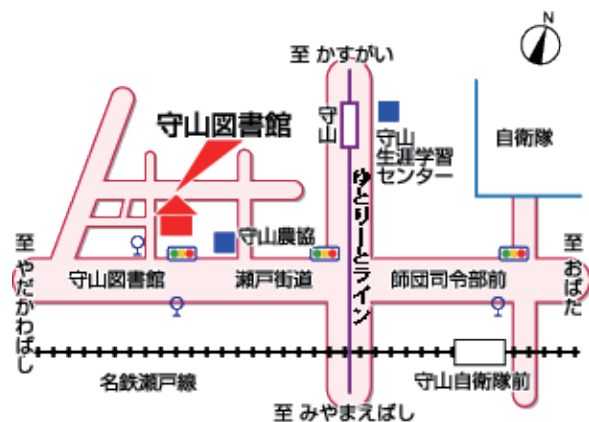 N
至 かすがい
守山図書館
守山
守山
生涯学習
センター
自衛隊
ゆとりーとライン
守山農協
至 やだかわばし
守山図書館
瀬戸街道
師団司令部前
至 おばた
名鉄瀬戸線
守山自衛隊前
至 みやまえばし